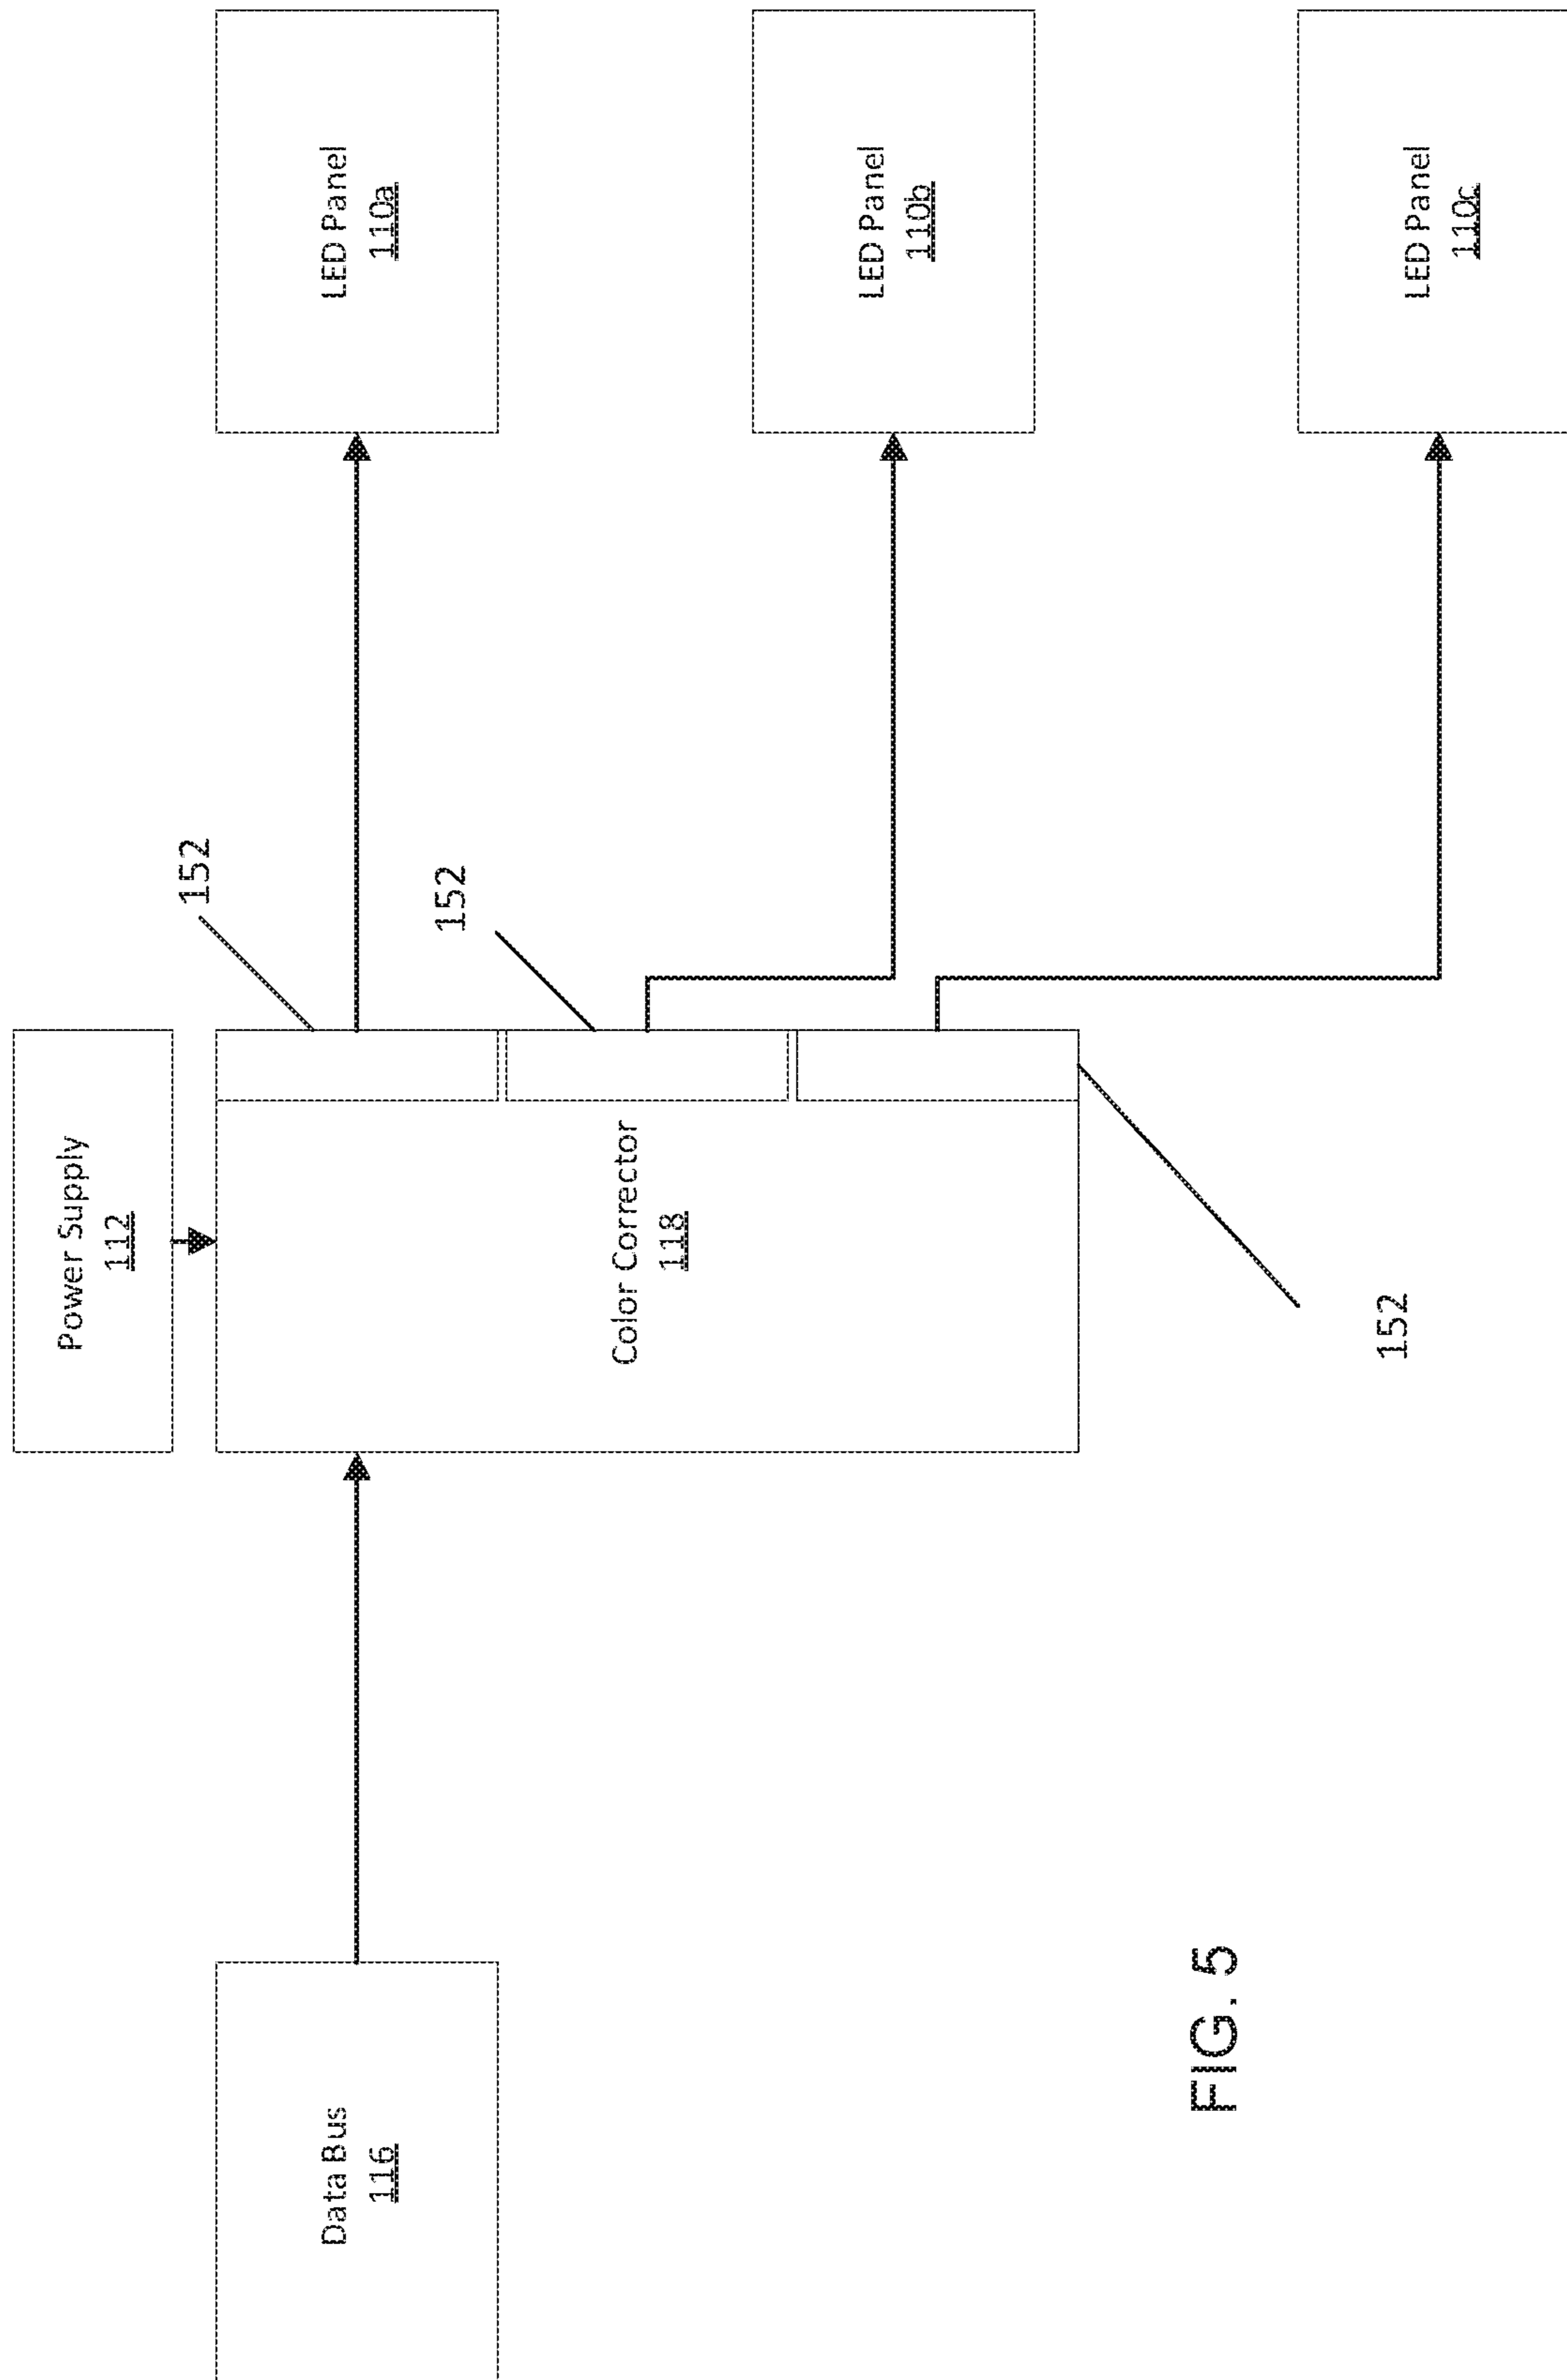 Power Supply
112
152
152
Data Bus
116
Color Corrector
118
LED Panel
110a
LED Panel
110b
LED Panel
110c
152
FIG. 5